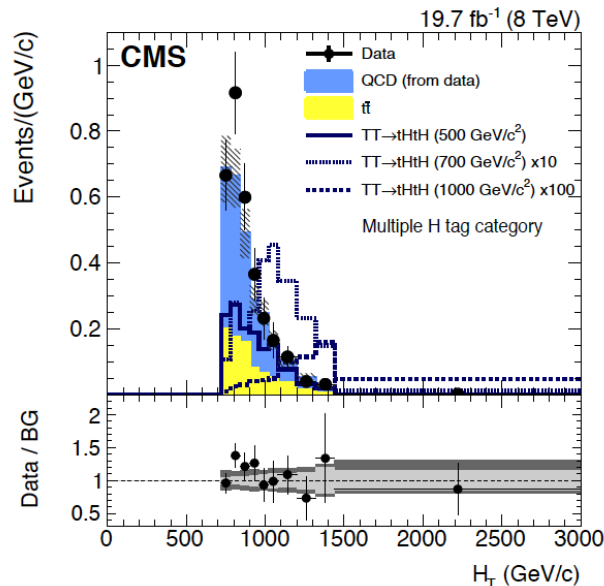 19.7 fb⁻¹ (8 TeV)
CMS
Data
QCD (from data)
tt̄
TT→tHtH (500 GeV/c²)
TT→tHtH (700 GeV/c²) x10
TT→tHtH (1000 GeV/c²) x100
Multiple H tag category
Events/(GeV/c)
1
0.8
0.6
0.4
0.2
Data / BG
2
1.5
1
0.5
0 500 1000 1500 2000 2500 3000
H_T (GeV/c)